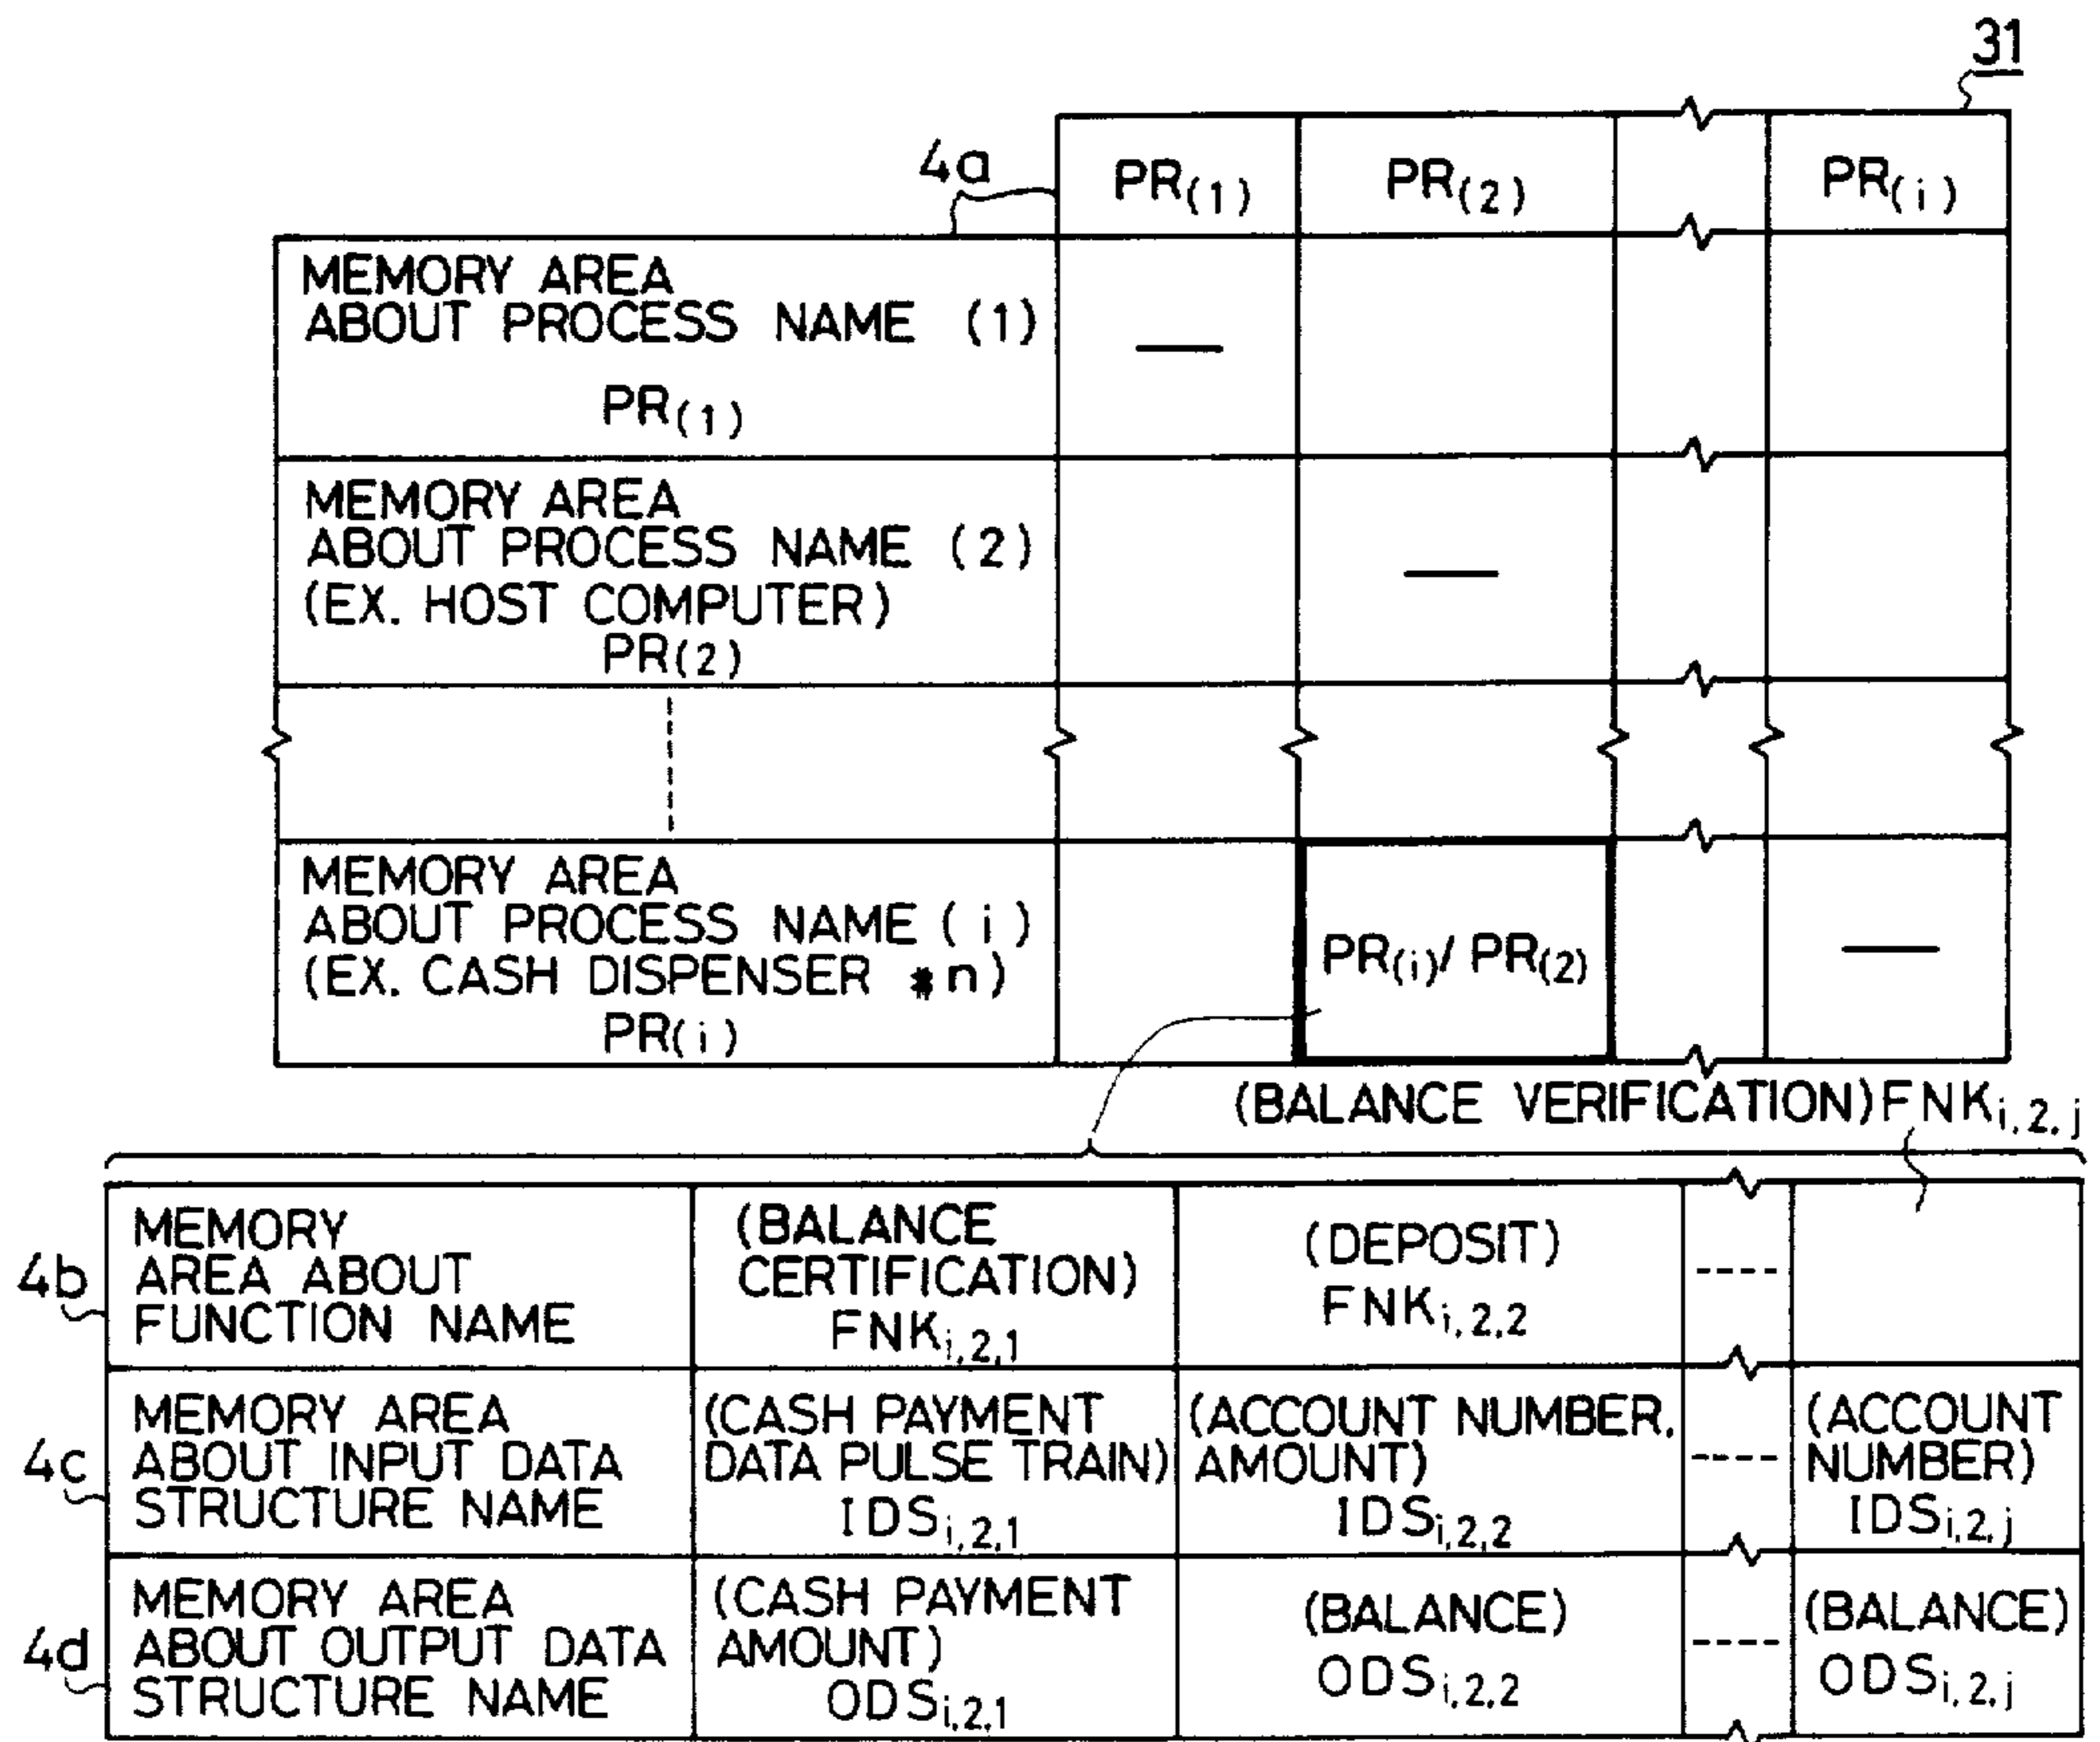 31
4a
PR(1) PR(2) PR(i)
MEMORY AREA
ABOUT PROCESS NAME (1)
PR(1)
MEMORY AREA
ABOUT PROCESS NAME (2)
(EX. HOST COMPUTER)
PR(2)
MEMORY AREA
ABOUT PROCESS NAME (i)
(EX. CASH DISPENSER *n)
PR(i)
PR(i)/ PR(2)
(BALANCE VERIFICATION) FNKi,2,j
4b
MEMORY
AREA ABOUT
FUNCTION NAME
(BALANCE
CERTIFICATION)
FNKi,2,1
(DEPOSIT)
FNKi,2,2
4c
MEMORY AREA
ABOUT INPUT DATA
STRUCTURE NAME
(CASH PAYMENT
DATA PULSE TRAIN)
IDSi,2,1
(ACCOUNT NUMBER.
AMOUNT)
IDSi,2,2
(ACCOUNT
NUMBER)
IDSi,2,j
4d
MEMORY AREA
ABOUT OUTPUT DATA
STRUCTURE NAME
(CASH PAYMENT
AMOUNT)
ODSi,2,1
(BALANCE)
ODSi,2,2
(BALANCE)
ODSi,2,j